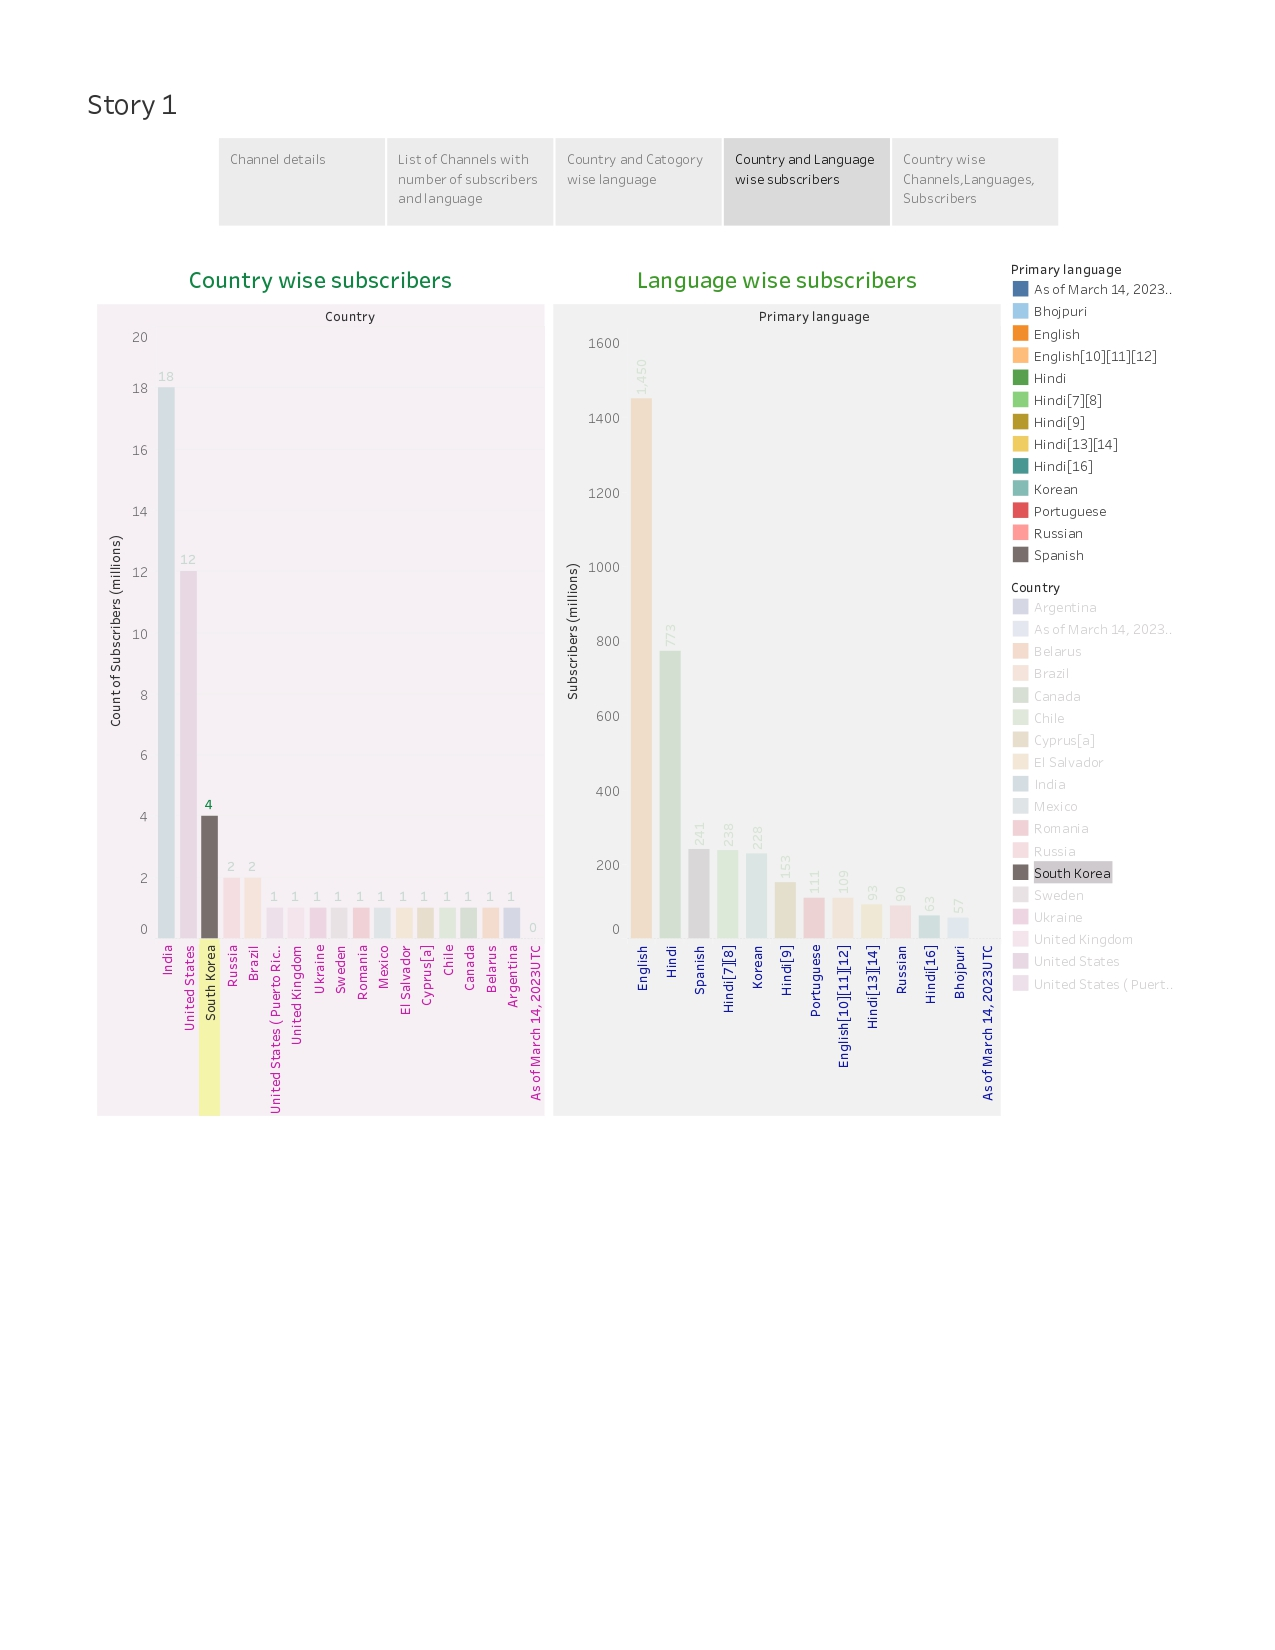 Story 1
Channel details
List of Channels with
number of subscribers
and language
Country and Catogory
wise language
Country and Language
wise subscribers
Country wise
Channels,Languages,
Subscribers
Country wise subscribers
Country
Count of Subscribers (millions)
20
18
16
14
12
10
8
6
4
2
0
18
12
4
2
2
1
1
1
1
1
1
1
1
1
1
1
1
0
India
United States
South Korea
Russia
Brazil
United States ( Puerto Ric..
United Kingdom
Ukraine
Sweden
Romania
Mexico
El Salvador
Cyprus[a]
Chile
Canada
Belarus
Argentina
As of March 14, 2023UTC
Language wise subscribers
Primary language
Subscribers (millions)
1600
1400
1200
1000
800
600
400
200
0
1,450
773
241
238
228
153
111
109
93
90
63
57
English
Hindi
Spanish
Hindi[7][8]
Korean
Hindi[9]
Portuguese
English[10][11][12]
Hindi[13][14]
Russian
Hindi[16]
Bhojpuri
As of March 14, 2023UTC
Primary language
As of March 14, 2023..
Bhojpuri
English
English[10][11][12]
Hindi
Hindi[7][8]
Hindi[9]
Hindi[13][14]
Hindi[16]
Korean
Portuguese
Russian
Spanish
Country
Argentina
As of March 14, 2023..
Belarus
Brazil
Canada
Chile
Cyprus[a]
El Salvador
India
Mexico
Romania
Russia
South Korea
Sweden
Ukraine
United Kingdom
United States
United States ( Puert..